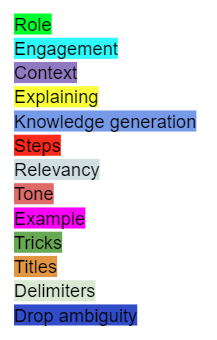 Role
Engagement
Context
Explaining
Knowledge generation
Steps
Relevancy
Tone
Example
Tricks
Titles
Delimiters
Drop ambiguity